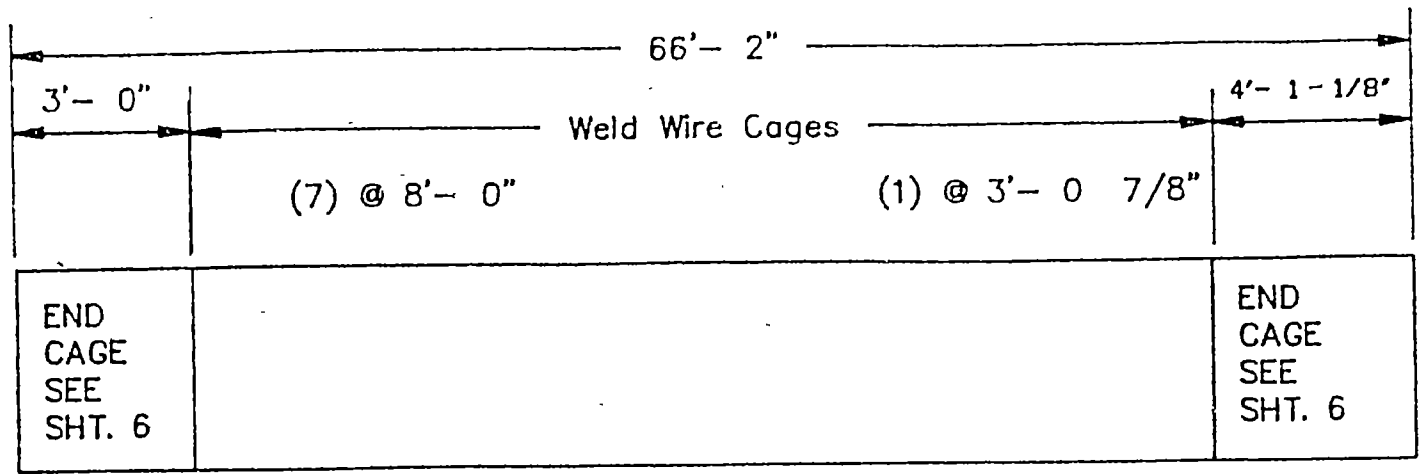 66'- 2"
3'- 0"
4'- 1 - 1/8"
Weld Wire Cages
(7) @ 8'- 0"
(1) @ 3'- 0 7/8"
END
CAGE
SEE
SHT. 6
END
CAGE
SEE
SHT. 6